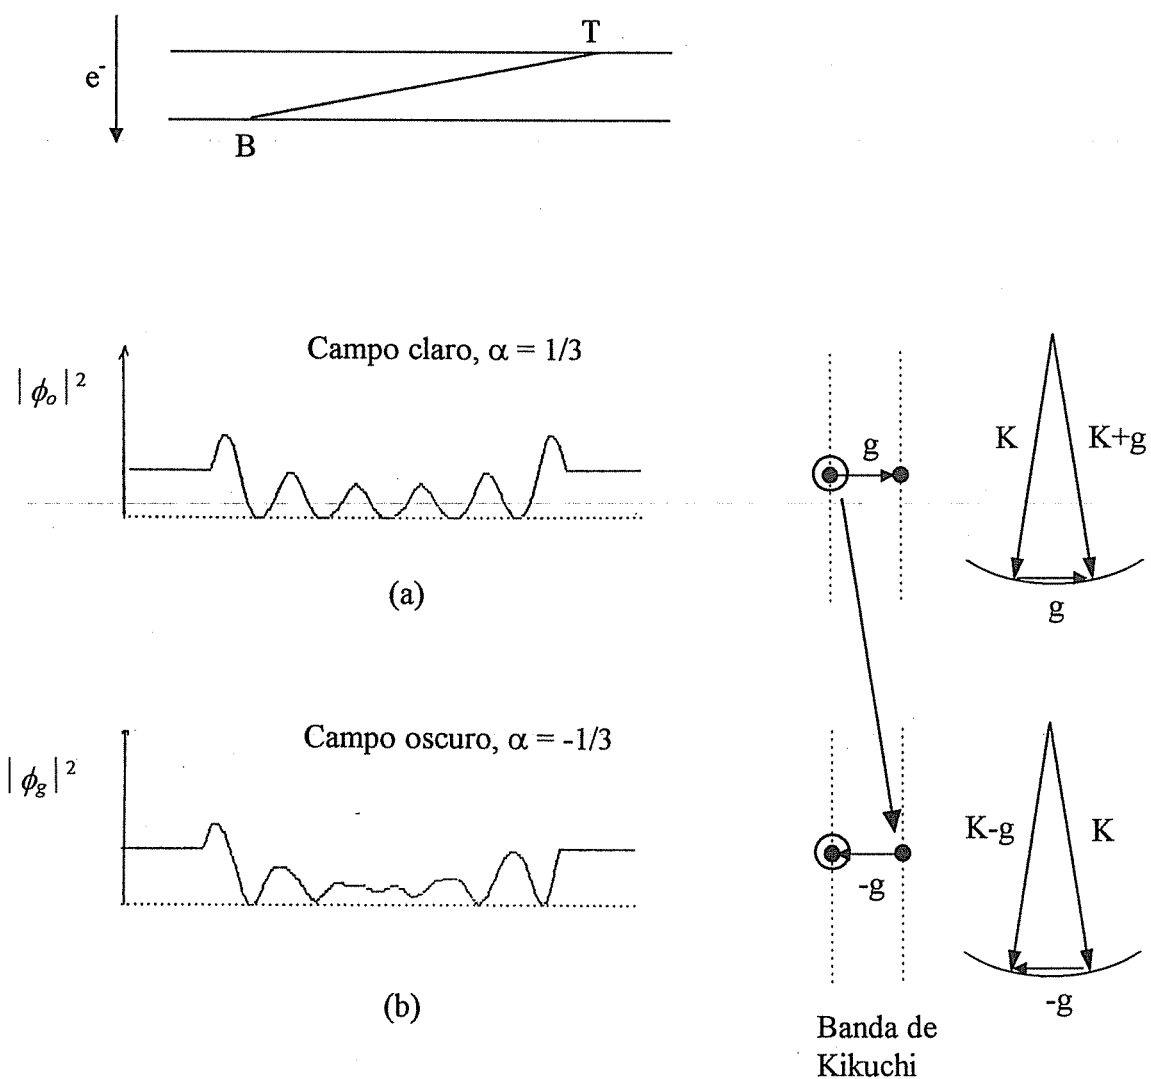 T
e⁻
B
Campo claro, α = 1/3
|ϕₒ|²
g
K
K+g
g
(a)
Campo oscuro, α = -1/3
|ϕg|²
-g
K-g
K
-g
(b)
Banda de
Kikuchi